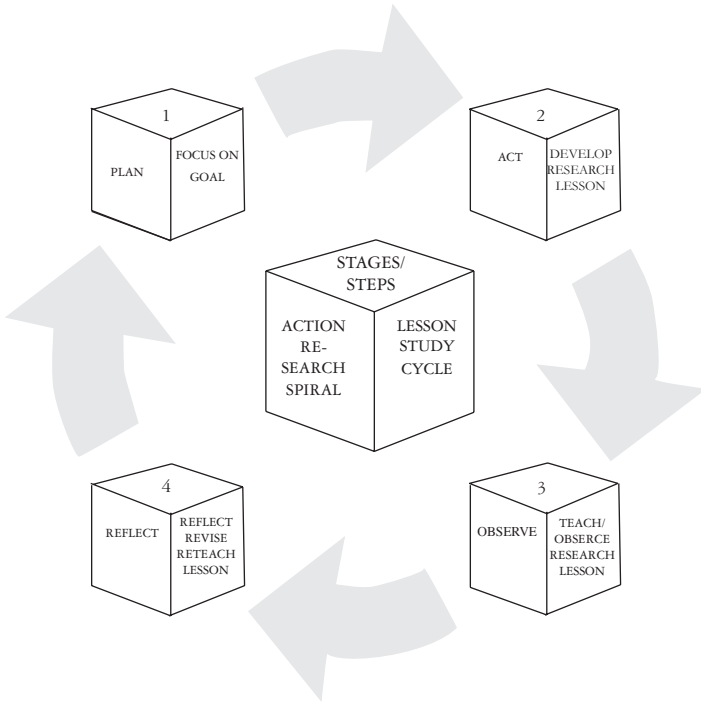 1
PLAN
FOCUS ON
GOAL
2
ACT
DEVELOP
RESEARCH
LESSON
STAGES/
STEPS
ACTION
RE-
SEARCH
SPIRAL
LESSON
STUDY
CYCLE
4
REFLECT
REFLECT
REVISE
RETEACH
LESSON
3
OBSERVE
TEACH/
OBSERCE
RESEARCH
LESSON